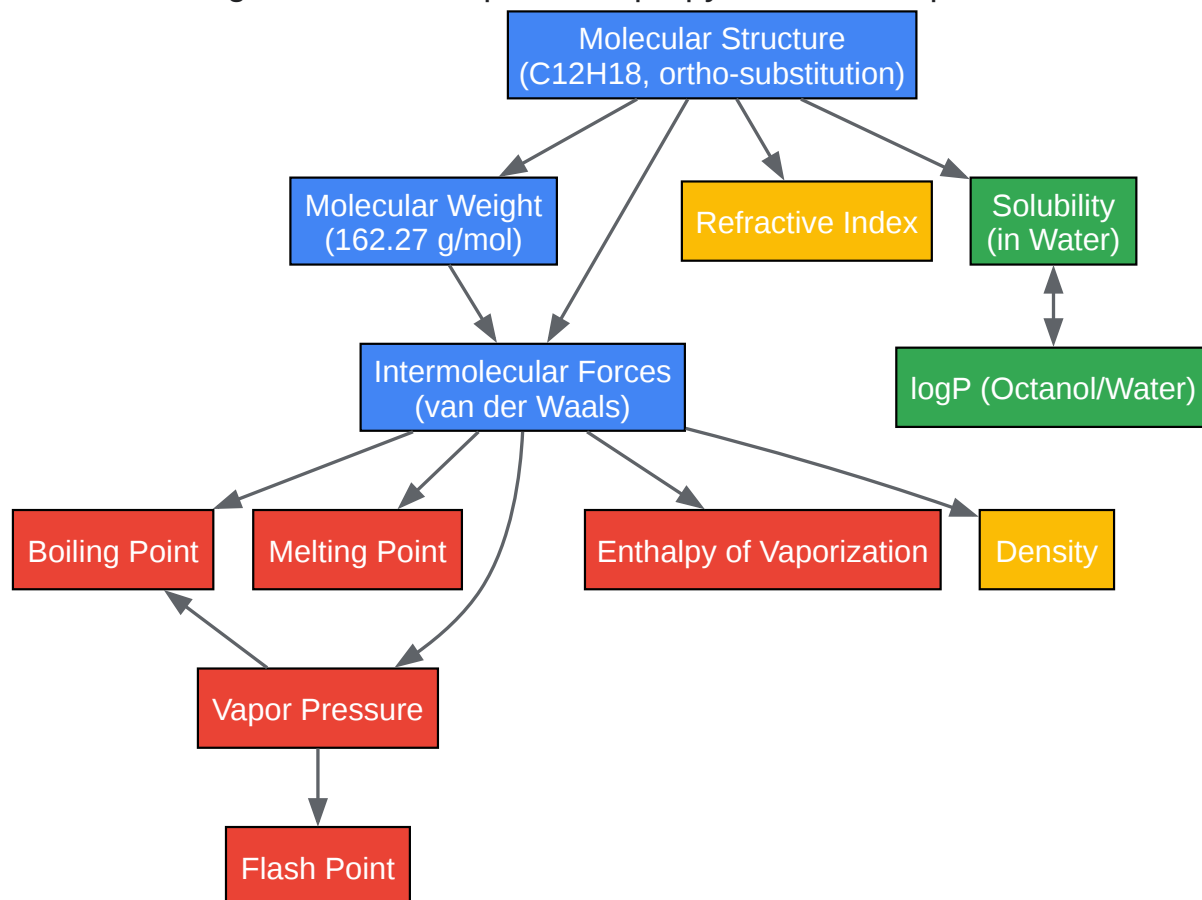 Molecular Structure
(C12H18, ortho-substitution)
Molecular Weight
(162.27 g/mol)
Refractive Index
Solubility
(in Water)
Intermolecular Forces
(van der Waals)
logP (Octanol/Water)
Boiling Point
Melting Point
Enthalpy of Vaporization
Density
Vapor Pressure
Flash Point